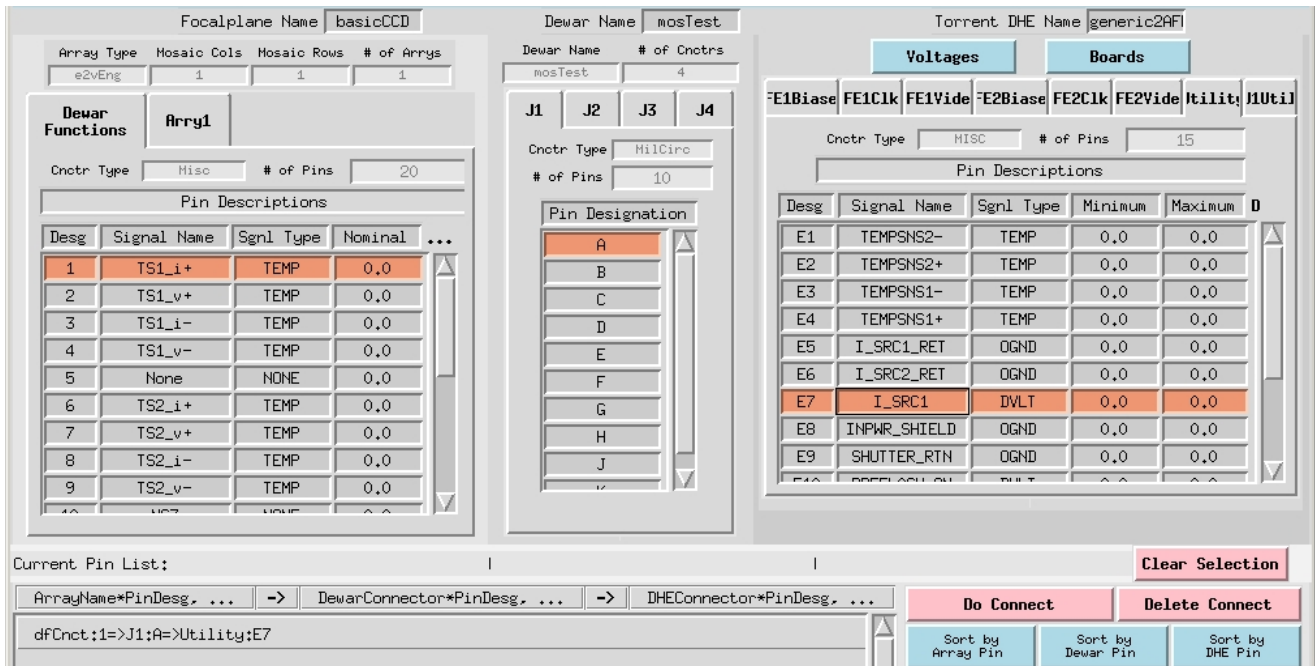 Focalplane Name basicCCD
Array Type Mosaic Cols Mosaic Rows # of Arrys
e2vEng 1 1 1
Dewar Functions Arry1
Cnctr Type Misc # of Pins 20
Pin Descriptions
Desg Signal Name Sgnl Type Nominal ...
1 TS1_i+ TEMP 0.0
2 TS1_v+ TEMP 0.0
3 TS1_i- TEMP 0.0
4 TS1_v- TEMP 0.0
5 None NONE 0.0
6 TS2_i+ TEMP 0.0
7 TS2_v+ TEMP 0.0
8 TS2_i- TEMP 0.0
9 TS2_v- TEMP 0.0
Dewar Name mosTest
Dewar Name # of Cnctrs
mosTest 4
J1 J2 J3 J4
Cnctr Type MilCirc
# of Pins 10
Pin Designation
A
B
C
D
E
F
G
H
J
Torrent DHE Name generic2AF
Voltages Boards
FE1Biase FE1Clk FE1Vide FE2Biase FE2Clk FE2Vide Utility J1Util
Cnctr Type MISC # of Pins 15
Pin Descriptions
Desg Signal Name Sgnl Type Minimum Maximum D
E1 TEMPSNS2- TEMP 0.0 0.0
E2 TEMPSNS2+ TEMP 0.0 0.0
E3 TEMPSNS1- TEMP 0.0 0.0
E4 TEMPSNS1+ TEMP 0.0 0.0
E5 I_SRC1_RET OGND 0.0 0.0
E6 I_SRC2_RET OGND 0.0 0.0
E7 I_SRC1 DVLT 0.0 0.0
E8 INPWR_SHIELD OGND 0.0 0.0
E9 SHUTTER_RTN OGND 0.0 0.0
Current Pin List: | | Clear Selection
ArrayName*PinDesg, ... -> DewarConnector*PinDesg, ... -> DHEConnector*PinDesg, ...
dfCnct:1=>J1:A=>Utility:E7
Do Connect Delete Connect
Sort by Array Pin Sort by Dewar Pin Sort by DHE Pin